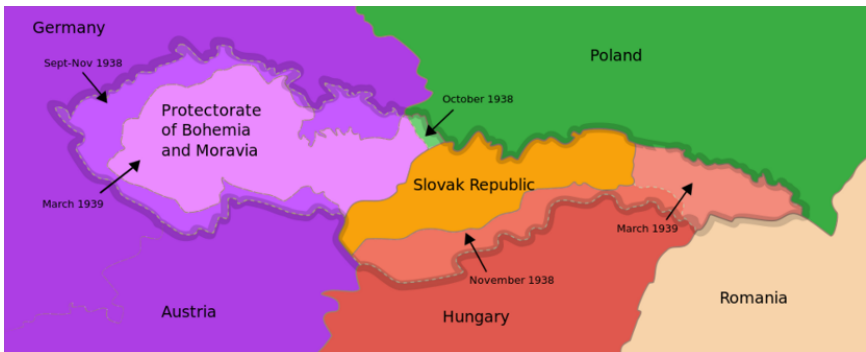 Germany
Sept-Nov 1938
Poland
October 1938
Protectorate
of Bohemia
and Moravia
Slovak Republic
March 1939
March 1939
November 1938
Austria
Hungary
Romania